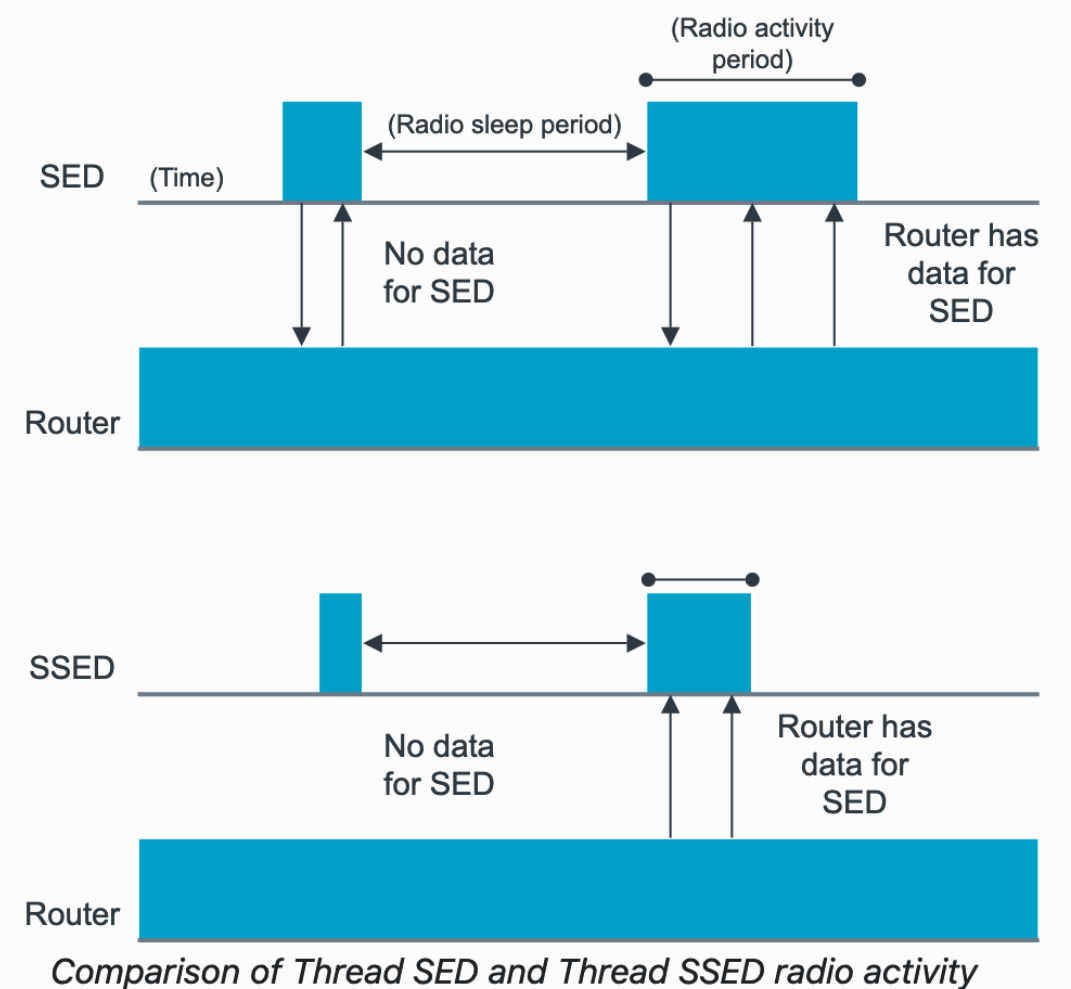 (Radio activity
period)
(Radio sleep period)
SED
(Time)
No data
for SED
Router has
data for
SED
Router
SSED
No data
for SED
Router has
data for
SED
Router
Comparison of Thread SED and Thread SSED radio activity